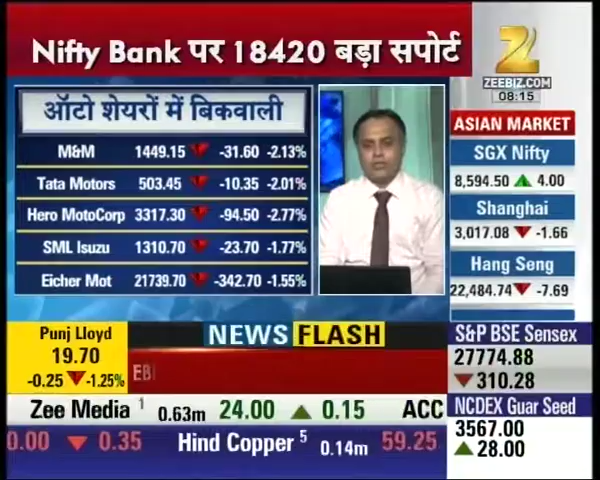 Nifty Bank पर 18420 बड़ा सपोर्ट
Z
ZEEBIZ.COM
08:15
ऑटो शेयरों में बिकवाली
M&M 1449.15 -31.60 -2.13%
Tata Motors 503.45 -10.35 -2.01%
Hero MotoCorp 3317.30 -94.50 -2.77%
SML Isuzu 1310.70 -23.70 -1.77%
Eicher Mot 21739.70 -342.70 -1.55%
ASIAN MARKET
SGX Nifty
8,594.50 4.00
Shanghai
3,017.08 -1.66
Hang Seng
22,484.74 -7.69
Punj Lloyd
19.70
-0.25 -1.25%
NEWS FLASH
EBI
S&P BSE Sensex
27774.88
310.28
Zee Media 1 0.63m 24.00 0.15 ACC
0.00 0.35 Hind Copper 5 0.14m 59.25
NCDEX Guar Seed
3567.00
28.00